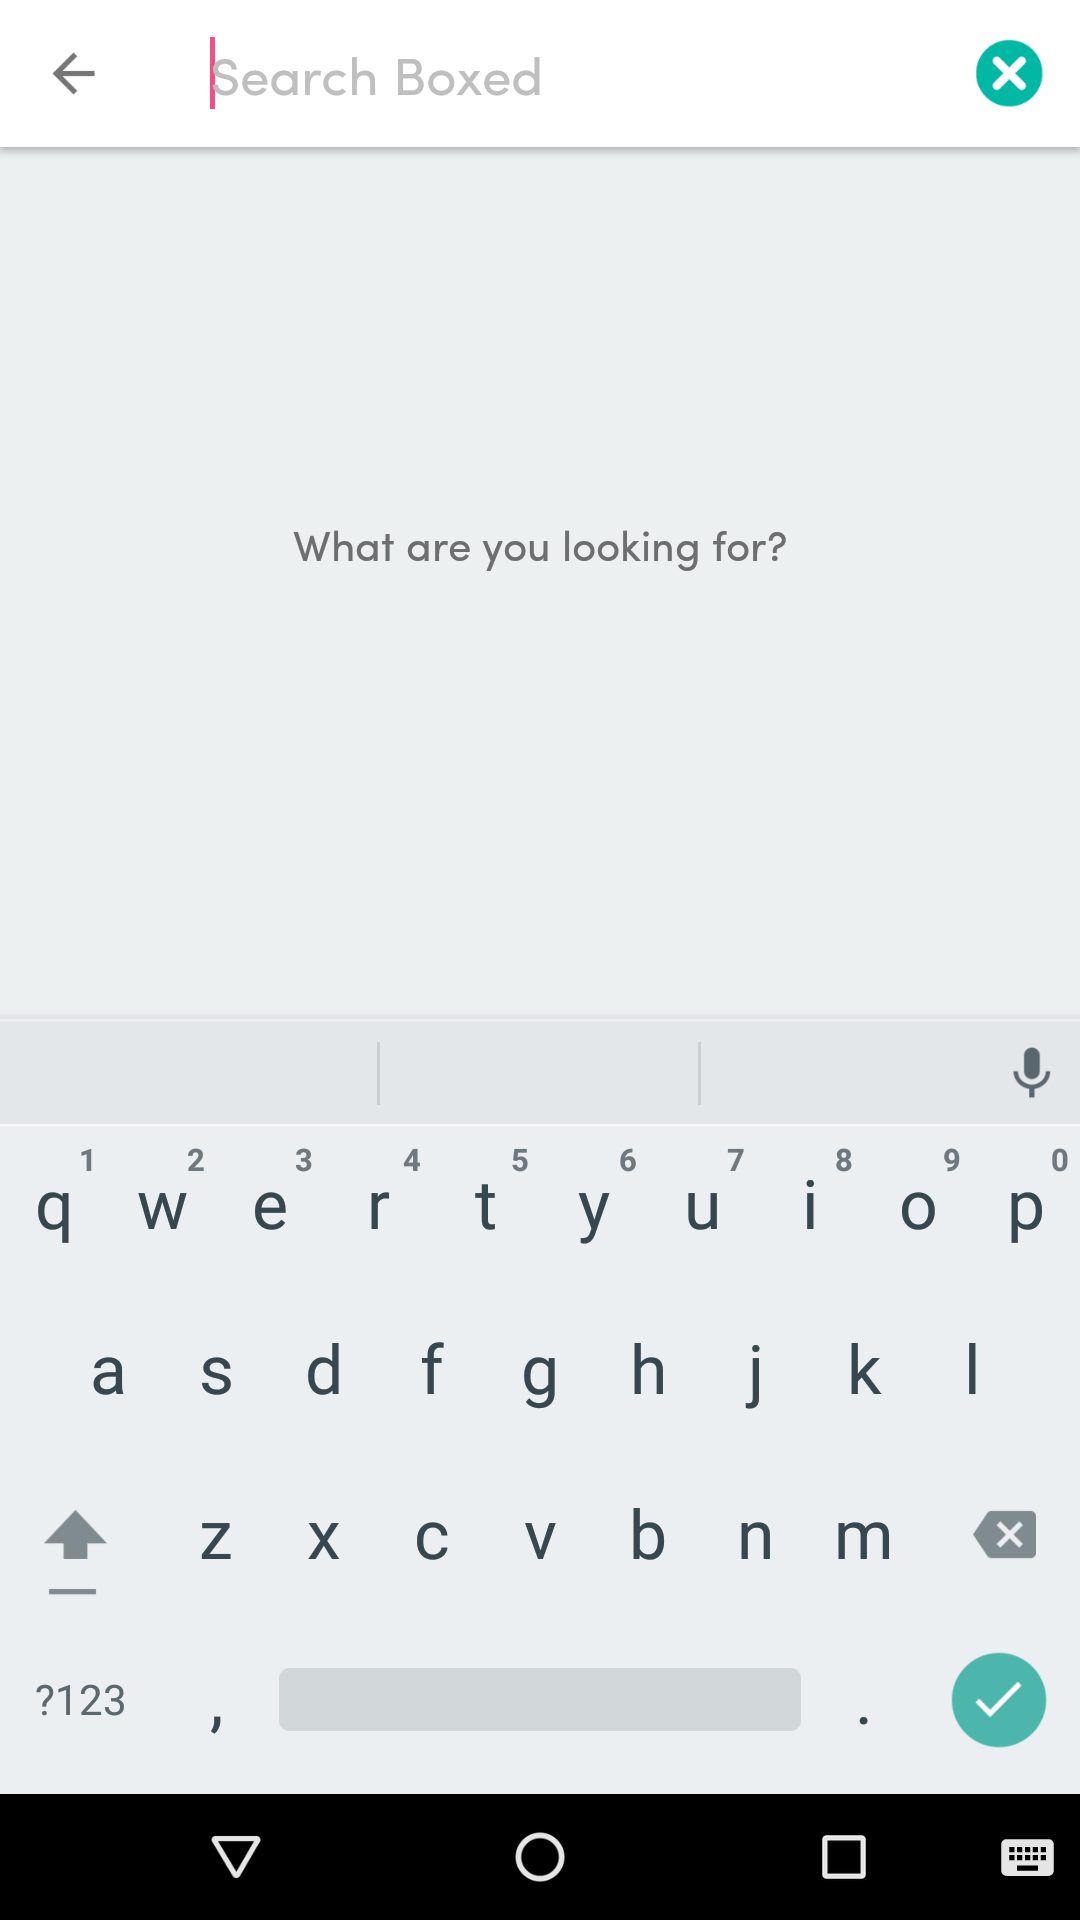 Search Boxed
What are you looking for?
1 2 3 4 5 6 7 8 9 0
q w e r t y u i o p
a s d f g h j k l
z x c v b n m
?123 , .